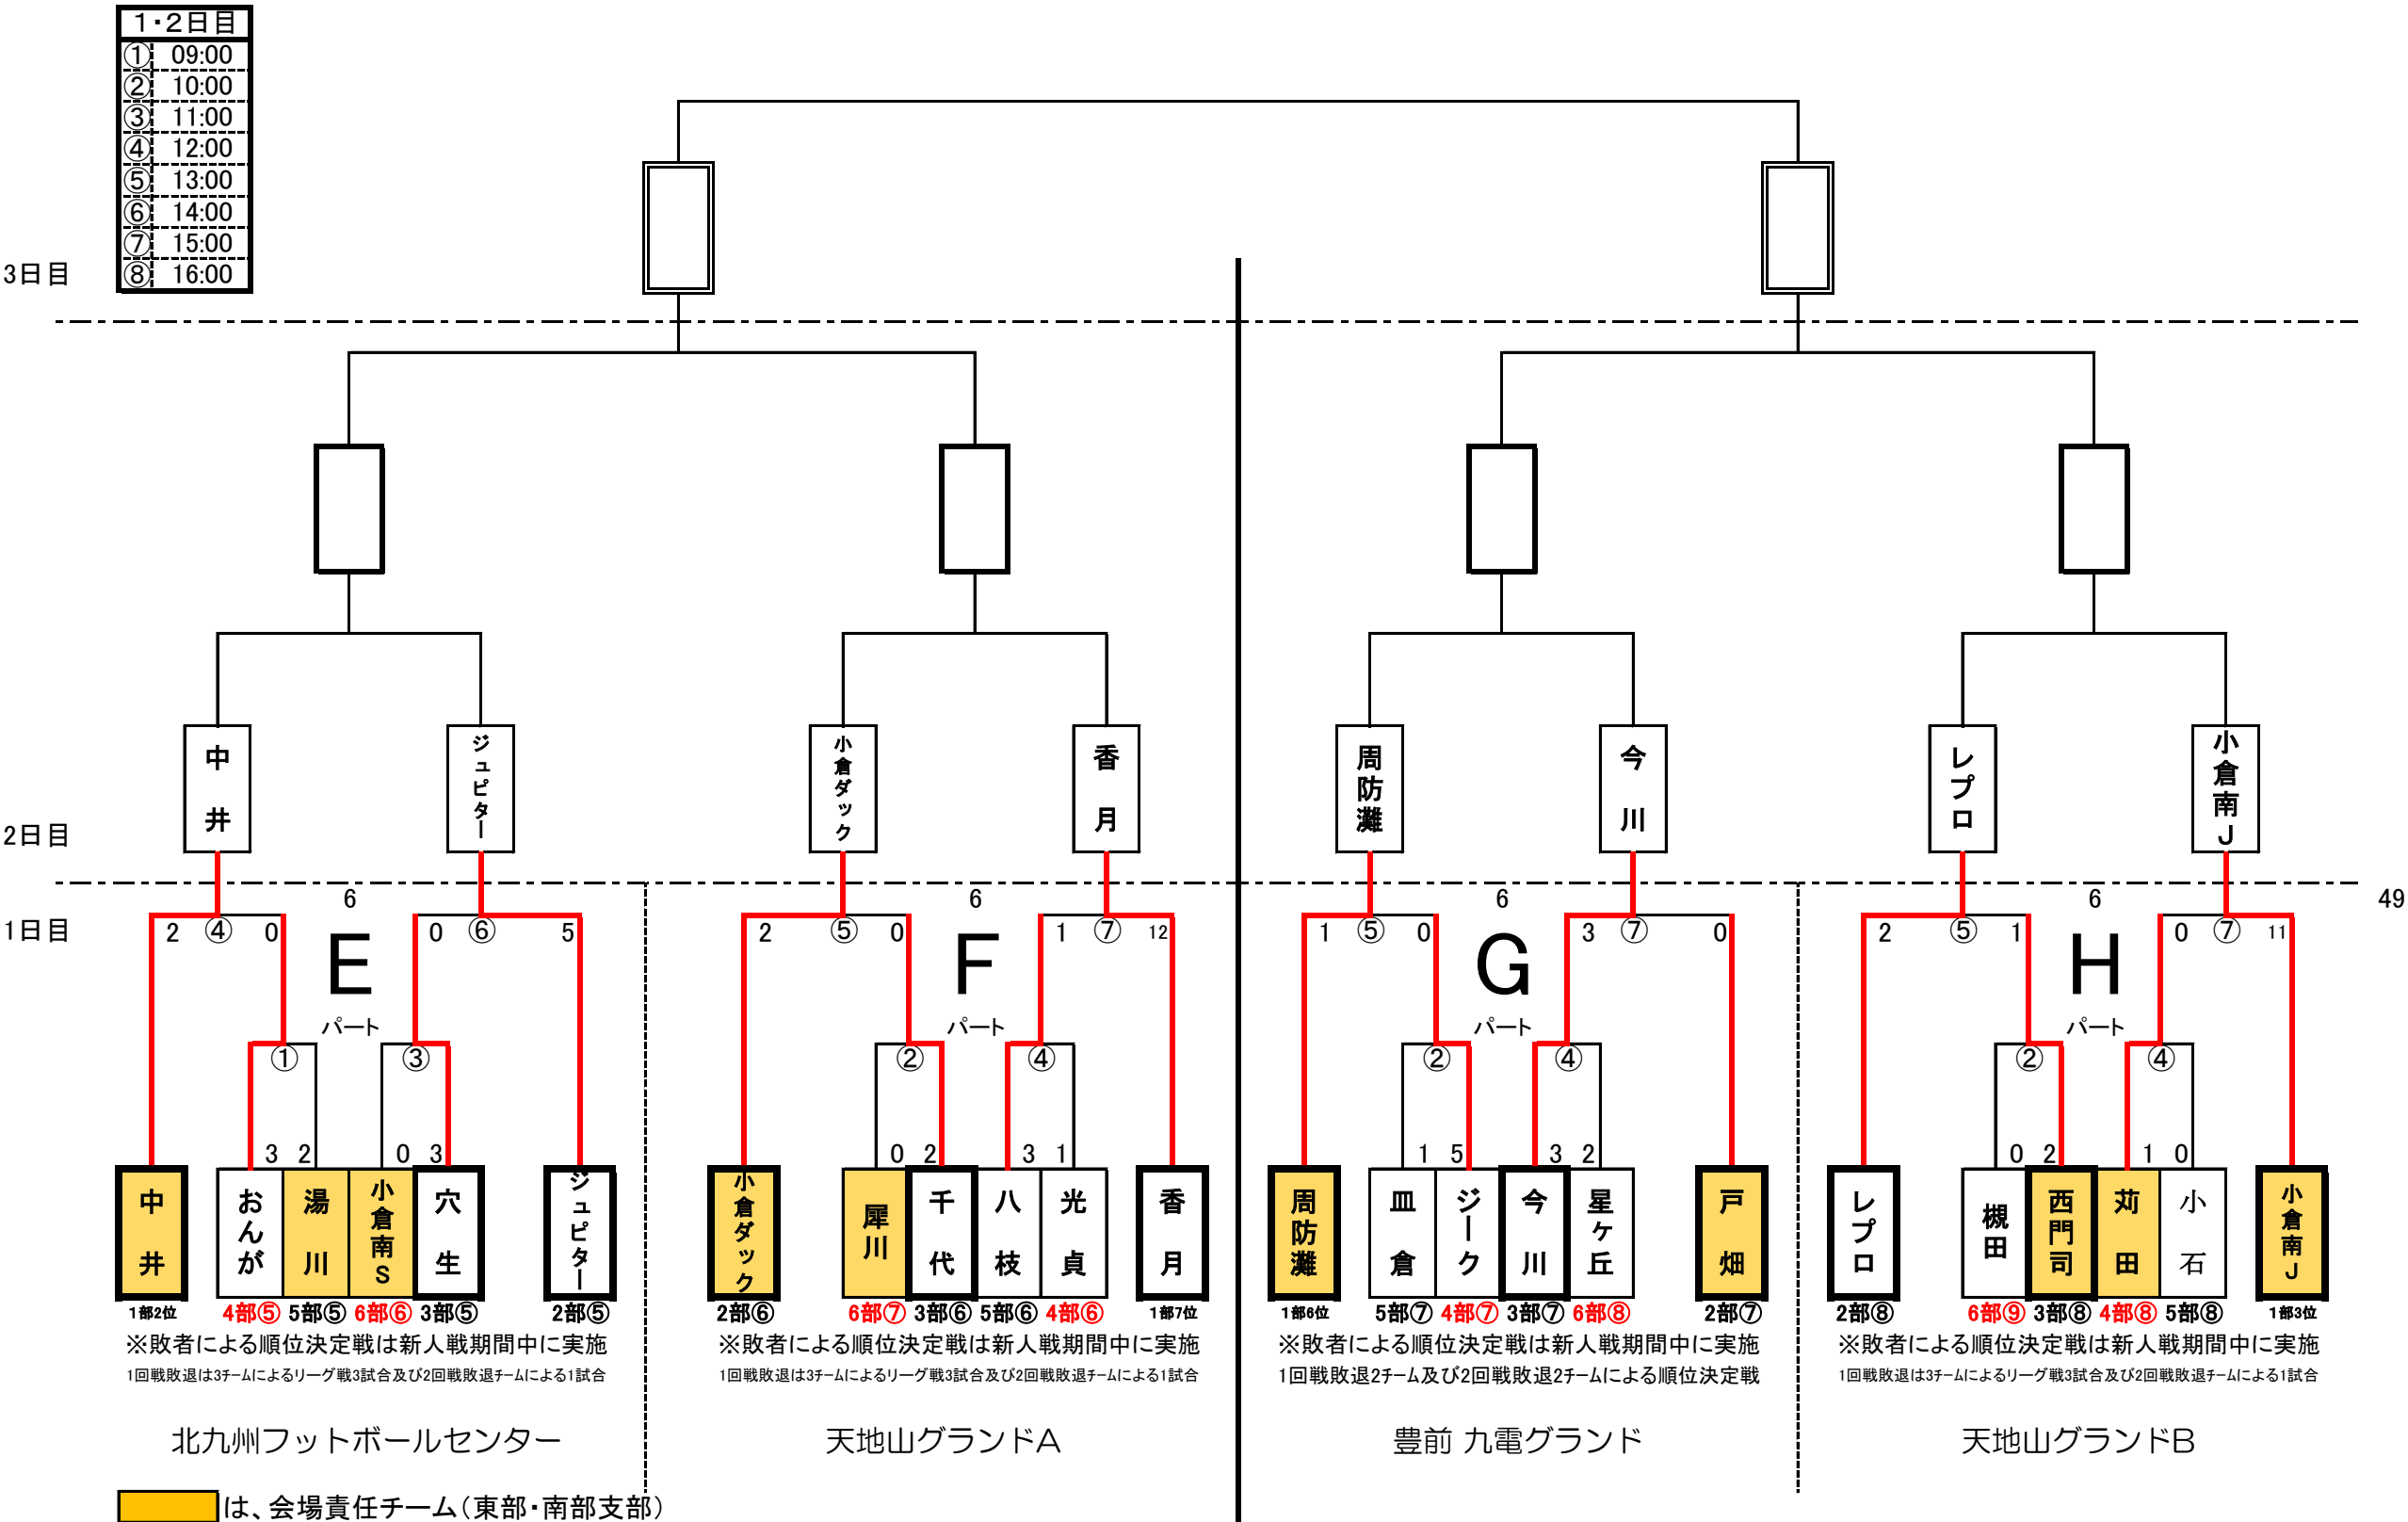 1・2日目
① 09:00
② 10:00
③ 11:00
④ 12:00
⑤ 13:00
⑥ 14:00
⑦ 15:00
⑧ 16:00
3日目
中井 ジュピター 小倉ダック 香月 周防灘 今川 レプロ 小倉南J
2日目
6 6 6 6 49
1日目
2 ④ 0 0 ⑥ 5 2 ⑤ 0 1 ⑦ 12 1 ⑤ 0 3 ⑦ 0 2 ⑤ 1 0 ⑦ 11
E F G H
パート パート パート パート
① ③ ② ④ ② ④ ② ④
3 2 0 3 0 2 3 1 1 5 3 2 0 2 1 0
中井 おんが 湯川 小倉南S 穴生 ジュピター 小倉ダック 犀川 千代 八枝 光貞 香月 周防灘 皿倉 ジーク 今川 星ヶ丘 戸畑 レプロ 槻田 西門司 苅田 小石 小倉南J
1部2位 4部⑤ 5部⑤ 6部⑥ 3部⑤ 2部⑤ 2部⑥ 6部⑦ 3部⑥ 5部⑥ 4部⑥ 1部7位 1部6位 5部⑦ 4部⑦ 3部⑦ 6部⑧ 2部⑦ 2部⑧ 6部⑨ 3部⑧ 4部⑧ 5部⑧ 1部3位
※敗者による順位決定戦は新人戦期間中に実施 ※敗者による順位決定戦は新人戦期間中に実施 ※敗者による順位決定戦は新人戦期間中に実施 ※敗者による順位決定戦は新人戦期間中に実施
1回戦敗退は3チームによるリーグ戦3試合及び2回戦敗退チームによる1試合 1回戦敗退は3チームによるリーグ戦3試合及び2回戦敗退チームによる1試合 1回戦敗退2チーム及び2回戦敗退2チームによる順位決定戦 1回戦敗退は3チームによるリーグ戦3試合及び2回戦敗退チームによる1試合
北九州フットボールセンター 天地山グランドA 豊前 九電グランド 天地山グランドB
は、会場責任チーム（東部・南部支部）